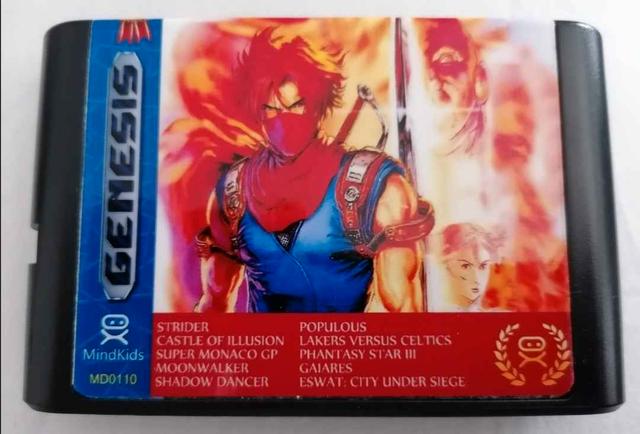 GENESIS
MindKids
MD0110
STRIDER
CASTLE OF ILLUSION
SUPER MONACO GP
MOONWALKER
SHADOW DANCER
POPULOUS
LAKERS VERSUS CELTICS
PHANTASY STAR III
GAIARES
ESWAT: CITY UNDER SIEGE